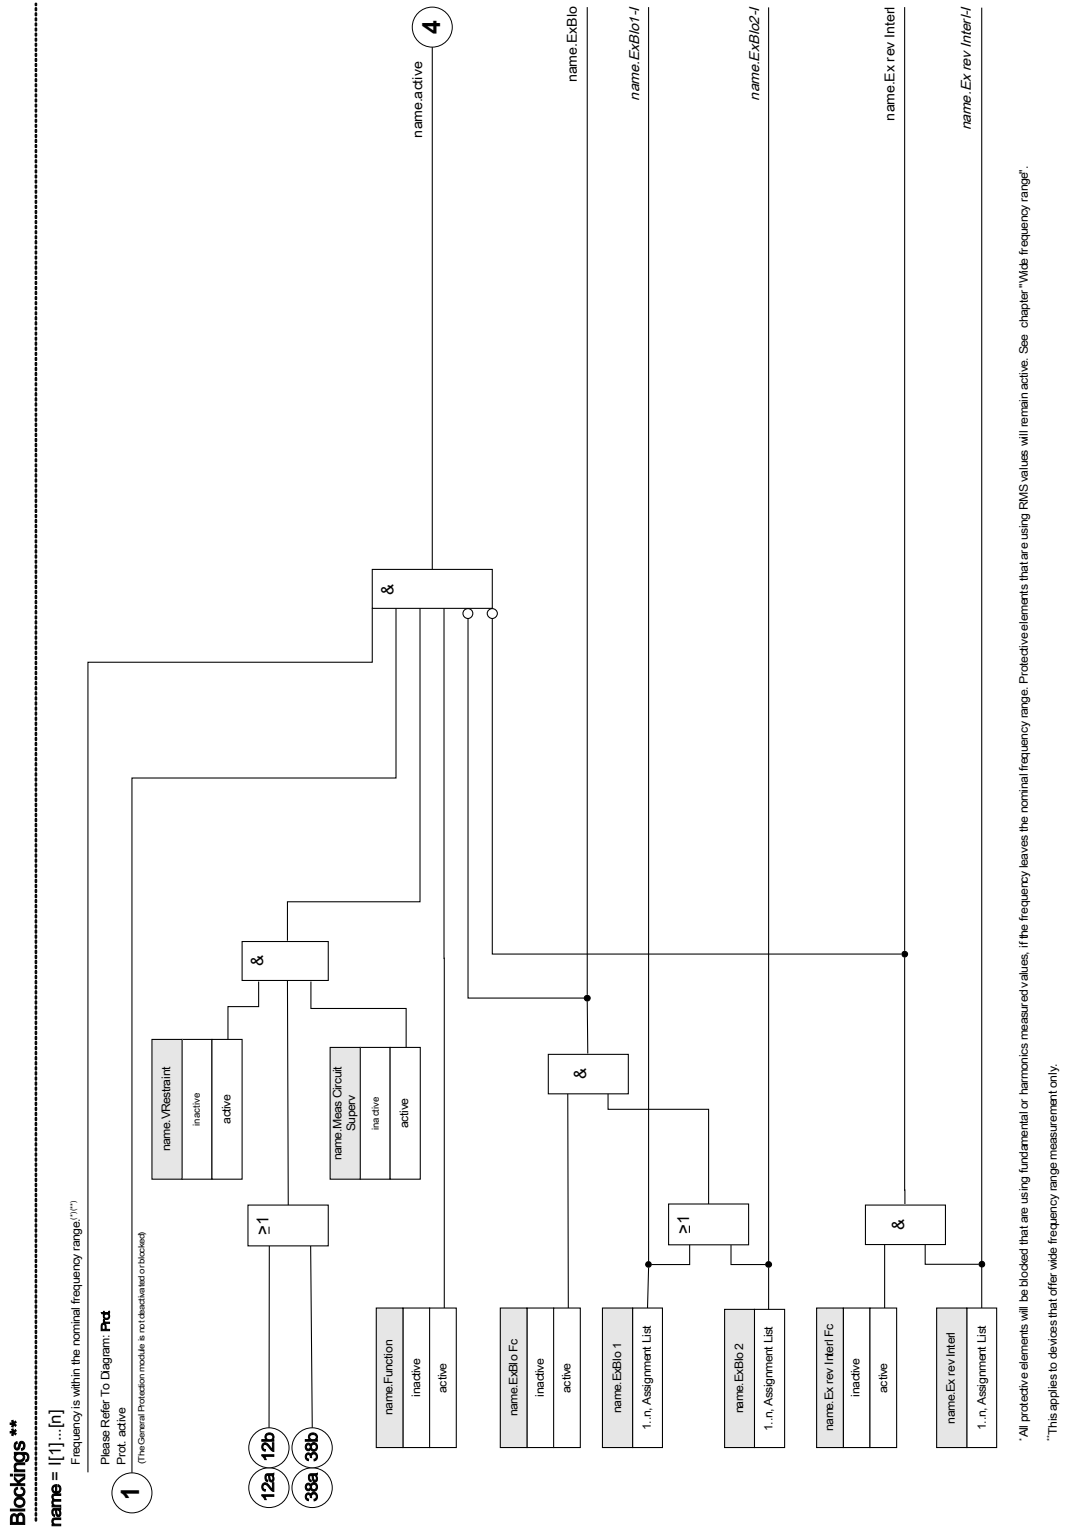 Blockings **
name = I[1]...[n]
Frequency is within the nominal frequency range.(*)(**)
Please Refer To Diagram: Prot
Prot. active
1
(The General Protection module is not deactivated or blocked)
name.VRestraint
inactive
active
12a
12b
38a
38b
≥1
&
name.Meas Circuit
Superv
inactive
active
name.Function
inactive
active
&
name.active
4
name.ExBlo Fc
inactive
active
&
name.ExBlo
name.ExBlo 1
1..n, Assignment List
name.ExBlo1-I
≥1
name.ExBlo 2
1..n, Assignment List
name.ExBlo2-I
name.Ex rev Interl Fc
inactive
active
&
name.Ex rev Interl
name.Ex rev Interl
1..n, Assignment List
name.Ex rev Interl-I
*All protective elements will be blocked that are using fundamental or harmonics measured values, if the frequency leaves the nominal frequency range. Protective elements that are using RMS values will remain active. See chapter "Wide frequency range".
**This applies to devices that offer wide frequency range measurement only.